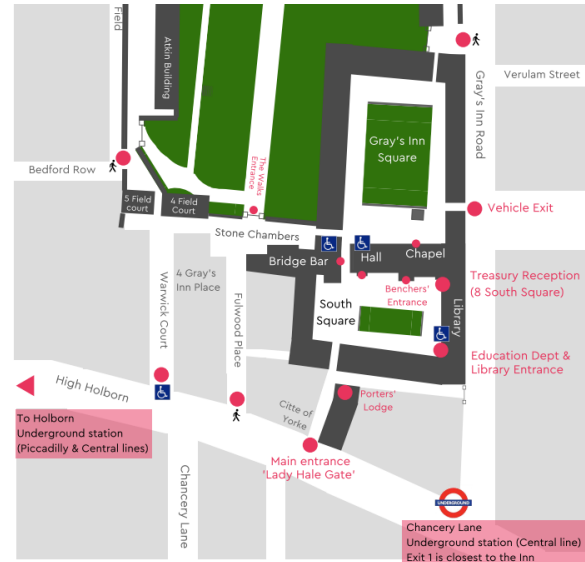 Field
Atkin Building
Verulam Street
Gray's Inn Road
Gray's Inn
Square
Bedford Row
The Walks
Entrance
5 Field
court
4 Field
Court
Vehicle Exit
Stone Chambers
Bridge Bar
Hall
Chapel
4 Gray's
Inn Place
Benchers'
Entrance
Treasury Reception
(8 South Square)
South
Square
Library
Warwick Court
Fulwood Place
Education Dept &
Library Entrance
High Holborn
Citte of
Yorke
Porters'
Lodge
To Holborn
Underground station
(Piccadilly & Central lines)
Main entrance
'Lady Hale Gate'
Chancery Lane
UNDERGROUND
Chancery Lane
Underground station (Central line)
Exit 1 is closest to the Inn